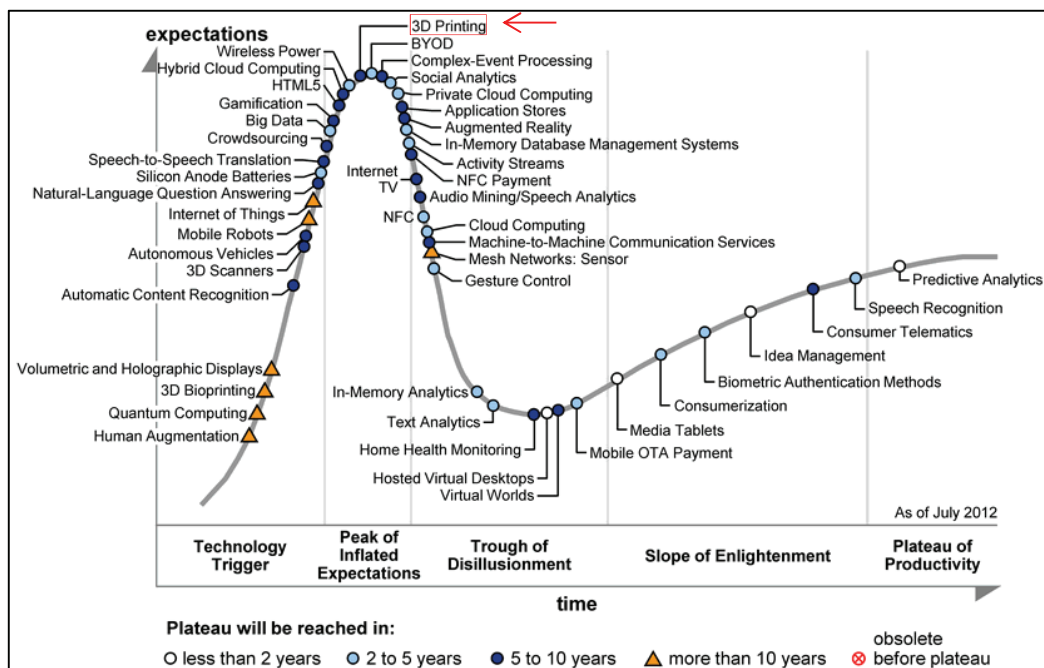 expectations
3D Printing
BYOD
Complex-Event Processing
Social Analytics
Private Cloud Computing
Application Stores
Augmented Reality
In-Memory Database Management Systems
Activity Streams
NFC Payment
Audio Mining/Speech Analytics
Cloud Computing
Machine-to-Machine Communication Services
Mesh Networks: Sensor
Gesture Control
Wireless Power
Hybrid Cloud Computing
HTML5
Gamification
Big Data
Crowdsourcing
Speech-to-Speech Translation
Silicon Anode Batteries
Natural-Language Question Answering
Internet of Things
Mobile Robots
Autonomous Vehicles
3D Scanners
Automatic Content Recognition
Volumetric and Holographic Displays
3D Bioprinting
Quantum Computing
Human Augmentation
Internet
TV
NFC
In-Memory Analytics
Text Analytics
Home Health Monitoring
Hosted Virtual Desktops
Virtual Worlds
Mobile OTA Payment
Media Tablets
Consumerization
Biometric Authentication Methods
Idea Management
Consumer Telematics
Speech Recognition
Predictive Analytics
As of July 2012
Technology
Trigger
Peak of
Inflated
Expectations
Trough of
Disillusionment
Slope of Enlightenment
Plateau of
Productivity
time
Plateau will be reached in:
less than 2 years
2 to 5 years
5 to 10 years
more than 10 years
obsolete
before plateau